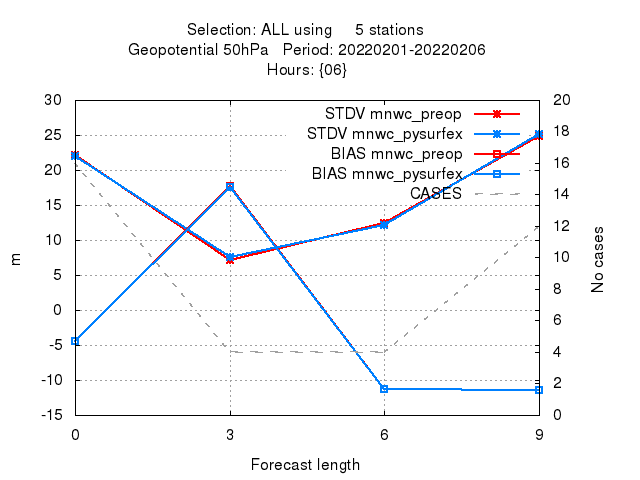 Selection: ALL using     5 stations
Geopotential 50hPa   Period: 20220201-20220206
Hours: {06}
30
25
20
15
10
5
0
-5
-10
-15
m
STDV mnwc_preop
STDV mnwc_pysurfex
BIAS mnwc_preop
BIAS mnwc_pysurfex
CASES
20
18
16
14
12
10
8
6
4
2
0
No cases
0 3 6 9
Forecast length